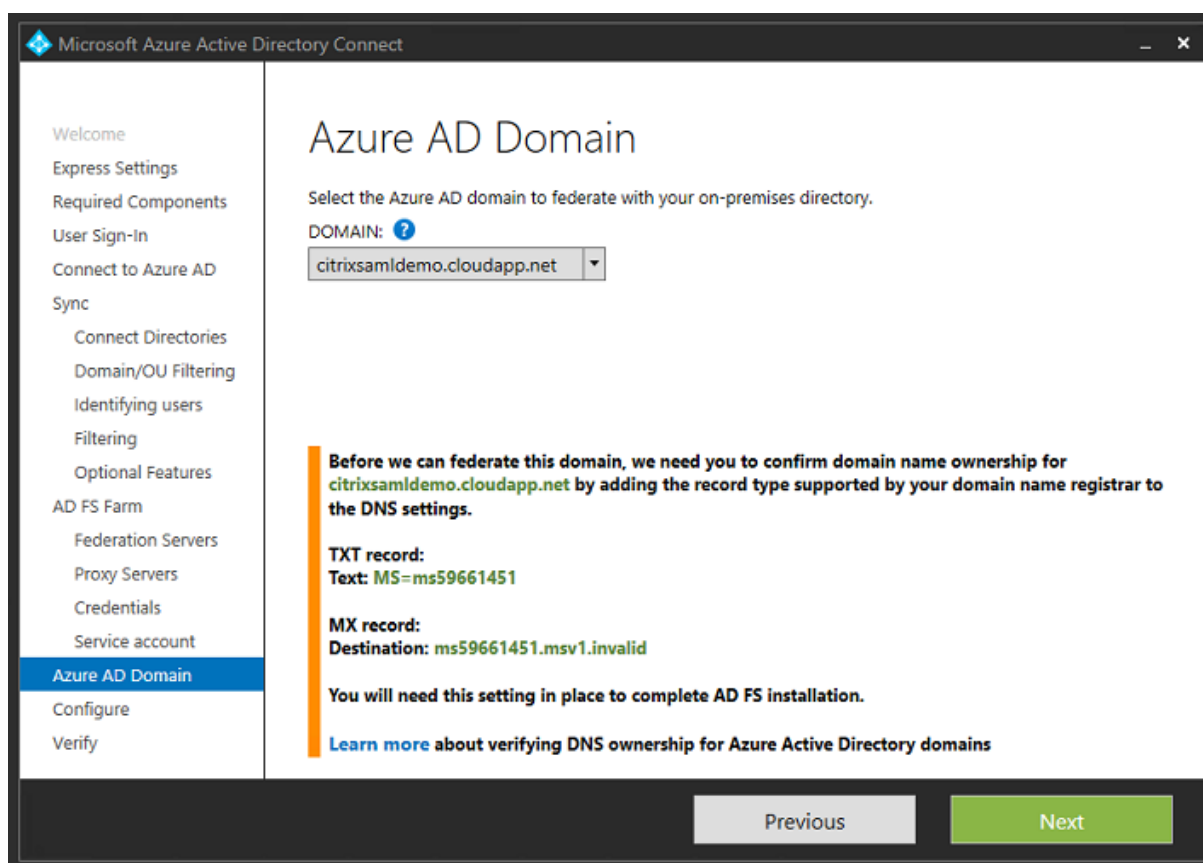 Microsoft Azure Active Directory Connect
Welcome
Express Settings
Required Components
User Sign-In
Connect to Azure AD
Sync
Connect Directories
Domain/OU Filtering
Identifying users
Filtering
Optional Features
AD FS Farm
Federation Servers
Proxy Servers
Credentials
Service account
Azure AD Domain
Configure
Verify
Azure AD Domain
Select the Azure AD domain to federate with your on-premises directory.
DOMAIN: ?
citrixsamldemo.cloudapp.net
Before we can federate this domain, we need you to confirm domain name ownership for
citrixsamldemo.cloudapp.net by adding the record type supported by your domain name registrar to
the DNS settings.
TXT record:
Text: MS=ms59661451
MX record:
Destination: ms59661451.msv1.invalid
You will need this setting in place to complete AD FS installation.
Learn more about verifying DNS ownership for Azure Active Directory domains
Previous
Next